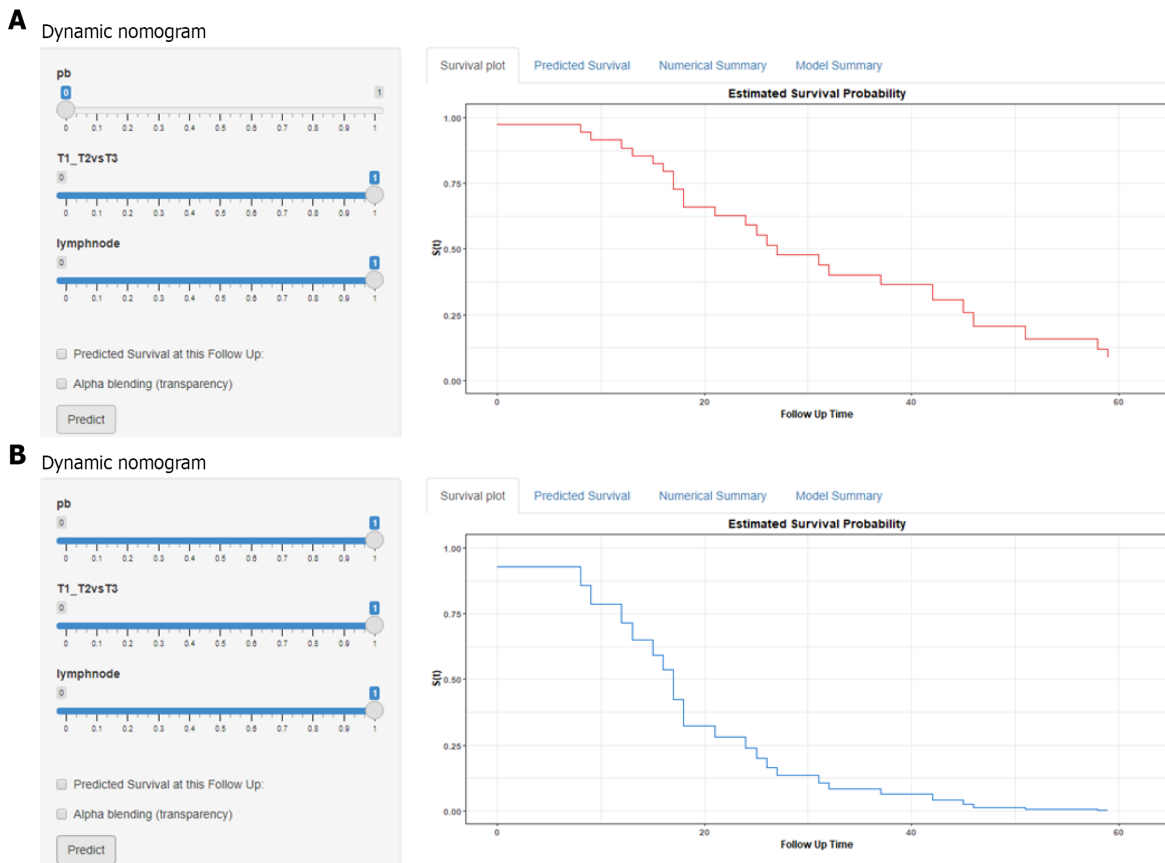 A
Dynamic nomogram
pb
0 1
0 0.1 0.2 0.3 0.4 0.5 0.6 0.7 0.8 0.9 1
T1_T2vsT3
0 1
0 0.1 0.2 0.3 0.4 0.5 0.6 0.7 0.8 0.9 1
lymphnode
0 1
0 0.1 0.2 0.3 0.4 0.5 0.6 0.7 0.8 0.9 1
Predicted Survival at this Follow Up:
Alpha blending (transparency)
Predict
Survival plot Predicted Survival Numerical Summary Model Summary
Estimated Survival Probability
1.00
0.75
0.50
0.25
0.00
S(t)
0 20 40 60
Follow Up Time
B
Dynamic nomogram
pb
0 1
0 0.1 0.2 0.3 0.4 0.5 0.6 0.7 0.8 0.9 1
T1_T2vsT3
0 1
0 0.1 0.2 0.3 0.4 0.5 0.6 0.7 0.8 0.9 1
lymphnode
0 1
0 0.1 0.2 0.3 0.4 0.5 0.6 0.7 0.8 0.9 1
Predicted Survival at this Follow Up:
Alpha blending (transparency)
Predict
Survival plot Predicted Survival Numerical Summary Model Summary
Estimated Survival Probability
1.00
0.75
0.50
0.25
0.00
S(t)
0 20 40 60
Follow Up Time